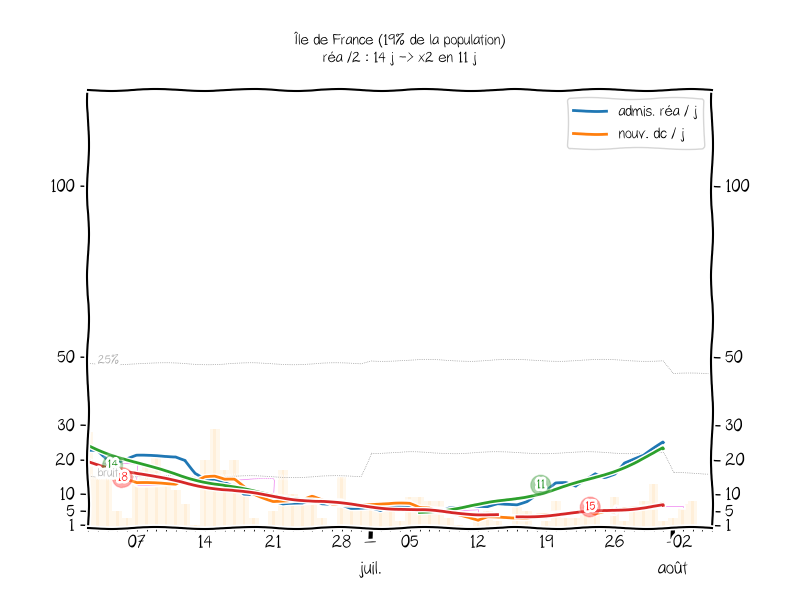 Île de France (19% de la population)
réa /2 : 14 j -> x2 en 11 j
admis. réa / j
nouv. dc / j
100 100
50 50
25%
30 30
20 20
14
bruit
18
11
15
10 10
5 5
1 1
07 14 21 28 05 12 19 26 02
juil. août